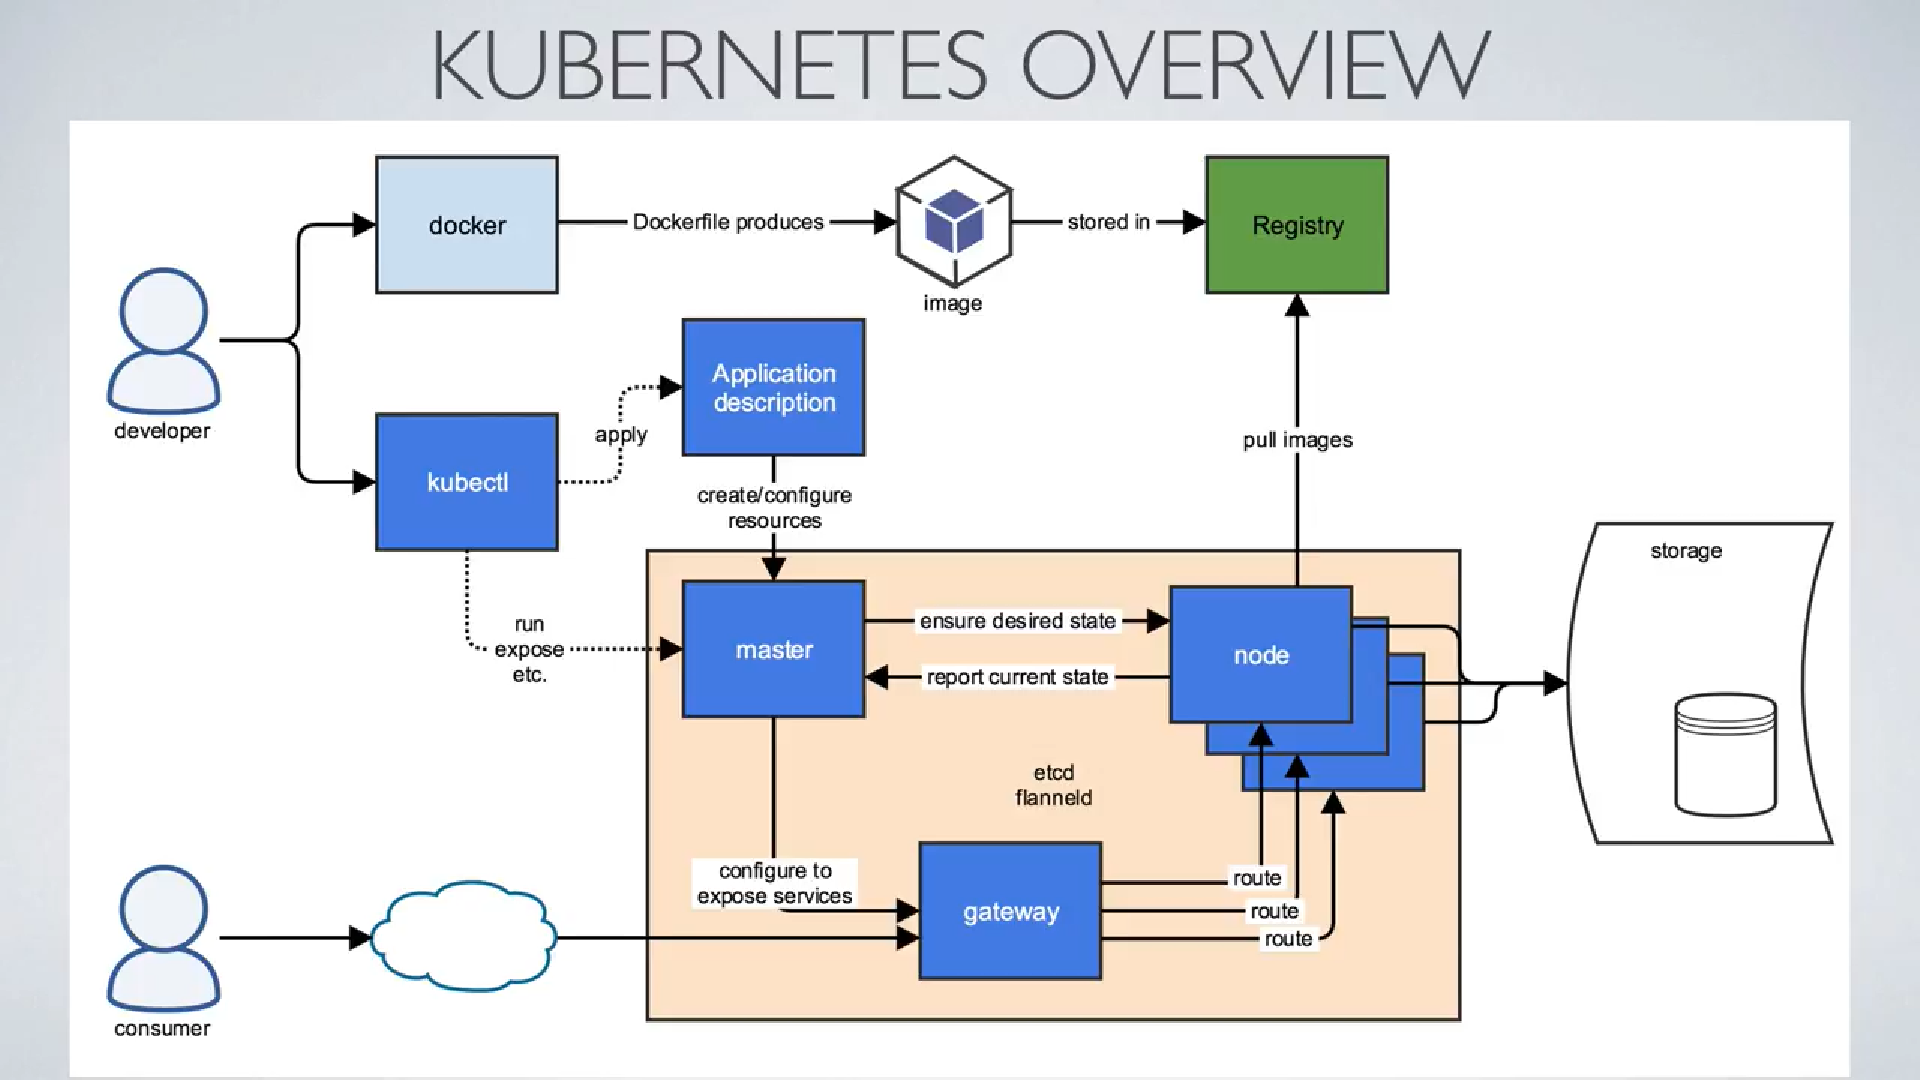 KUBERNETES OVERVIEW
docker
Dockerfile produces
image
stored in
Registry
developer
Application
description
apply
kubectl
create/configure
resources
pull images
run
expose
etc.
master
ensure desired state
report current state
node
storage
etcd
flanneld
configure to
expose services
gateway
route
route
route
consumer